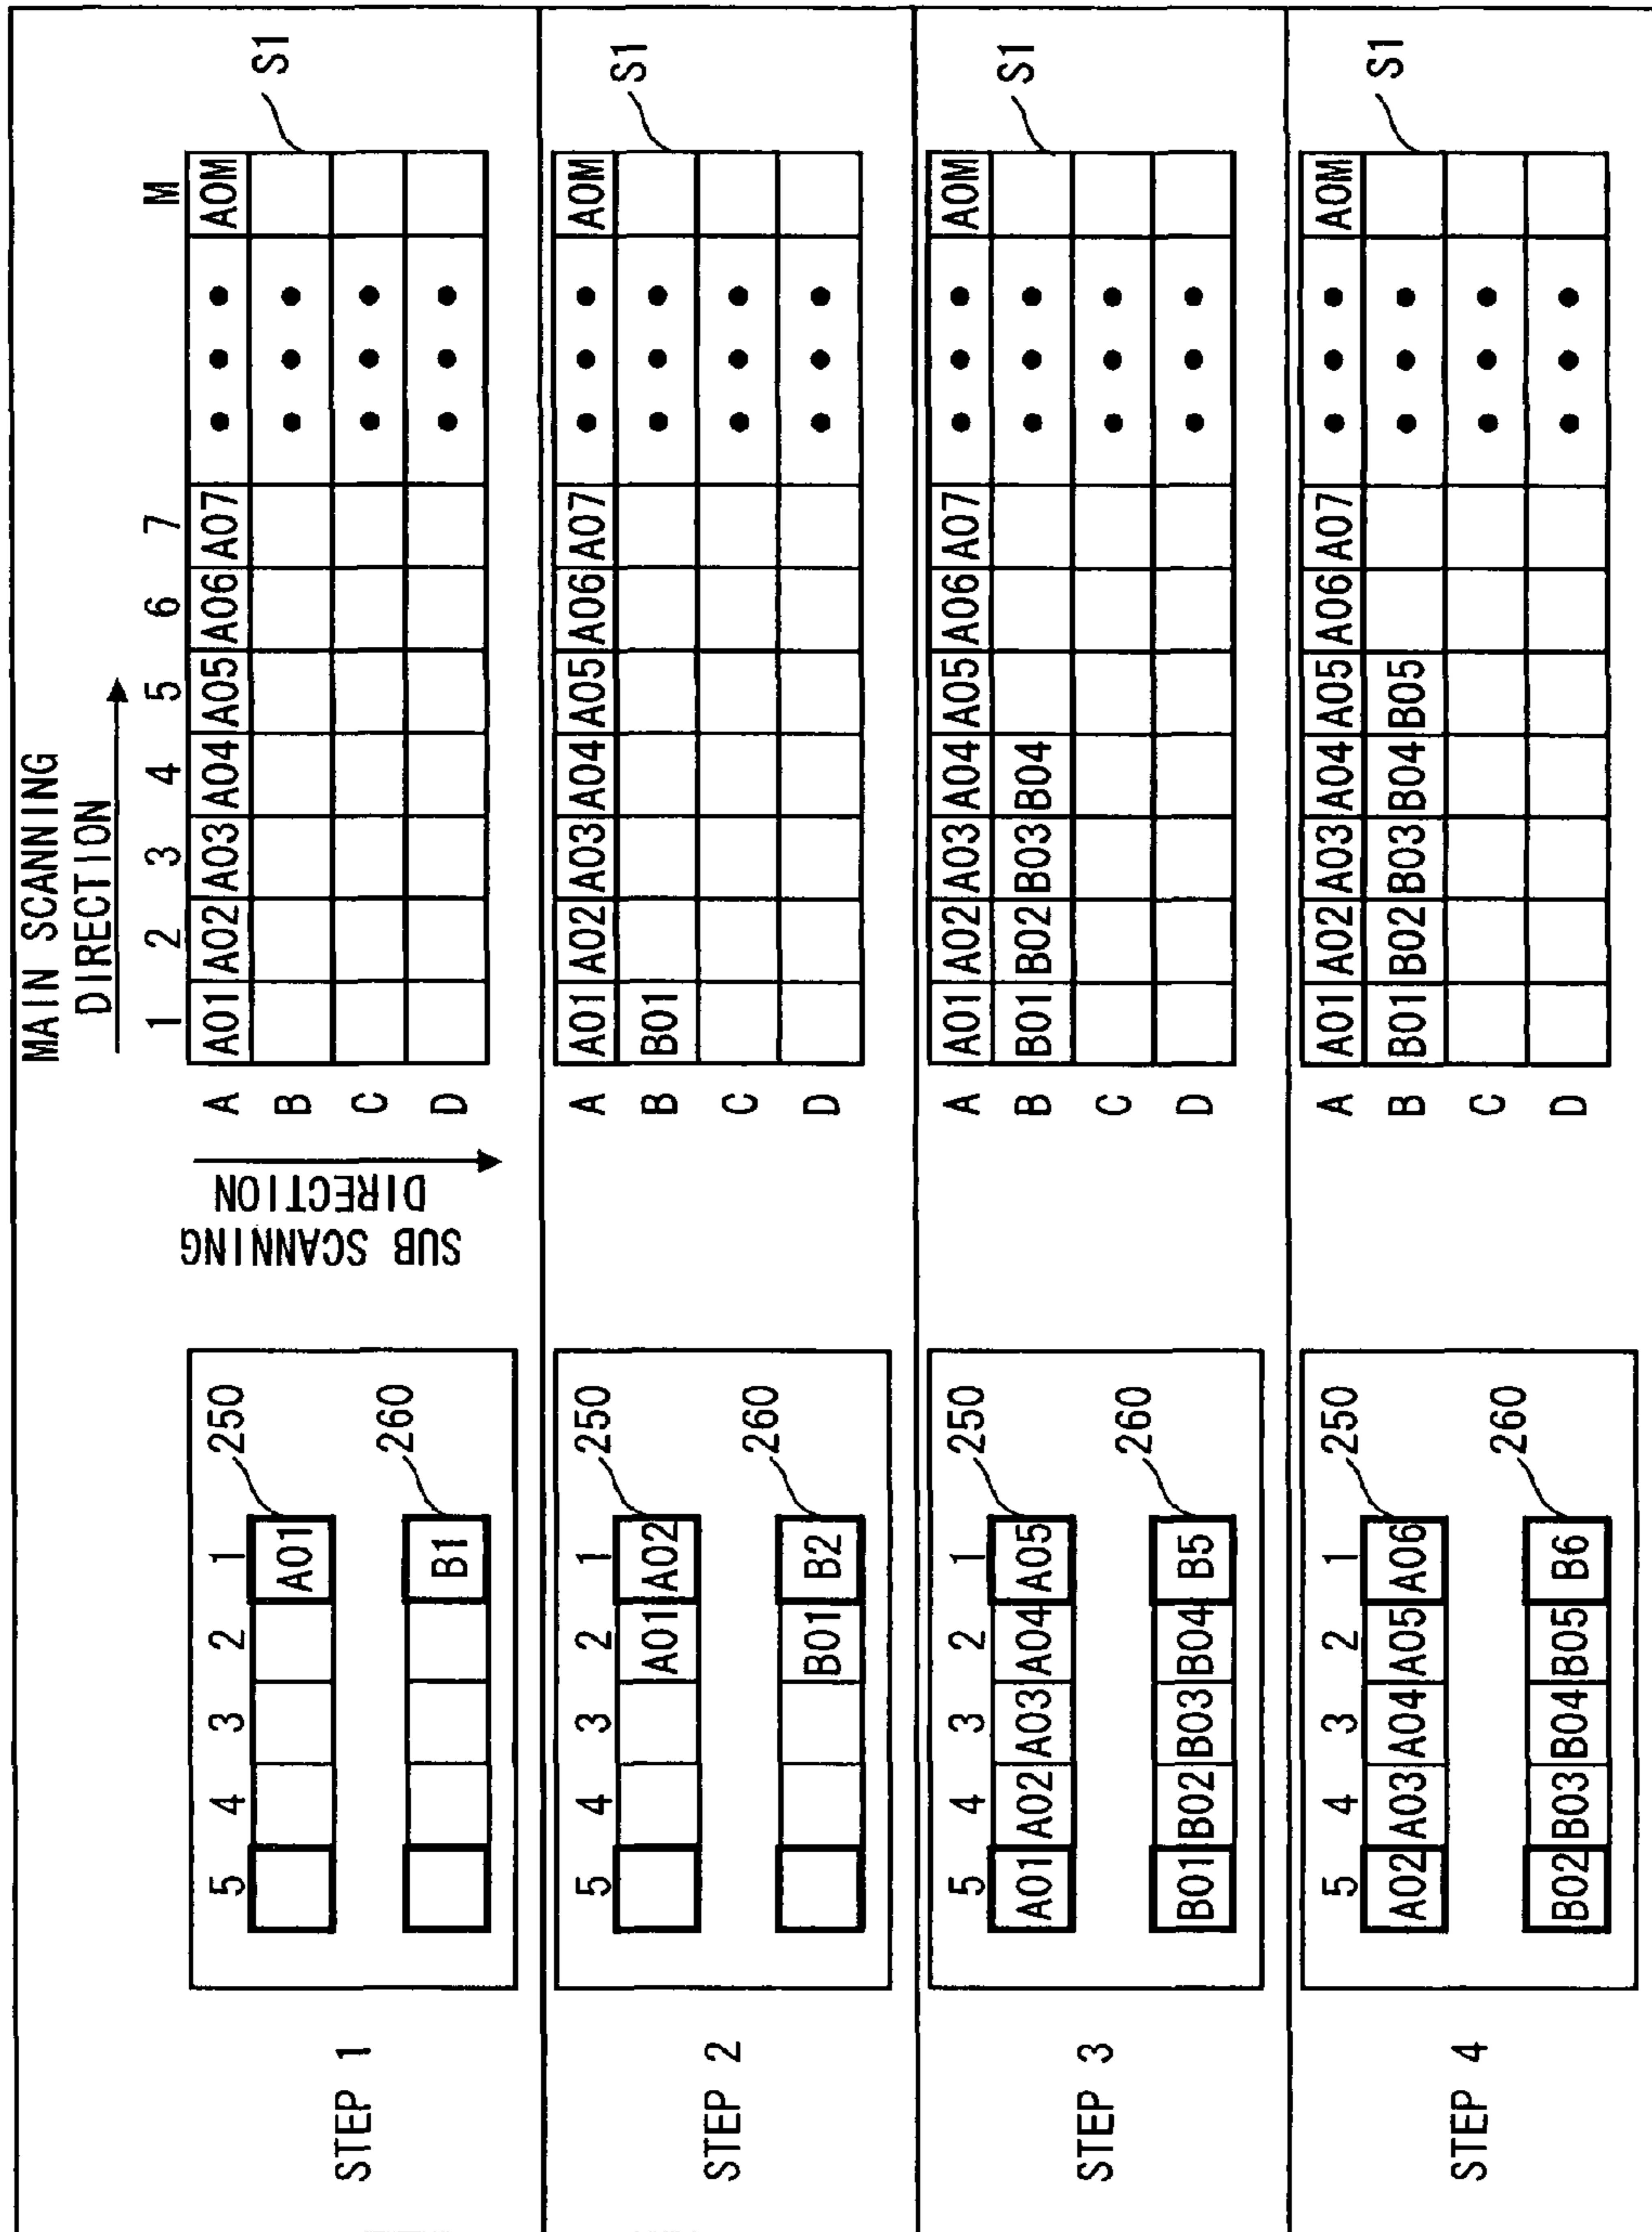 MAIN SCANNING
DIRECTION
SUB SCANNING
DIRECTION
STEP 1
5 4 3 2 1
A01
250
B1
260
1 2 3 4 5 6 7 M
A A01 A02 A03 A04 A05 A06 A07 ● ● ● A0M
B ● ● ●
C ● ● ●
D ● ● ●
S1
STEP 2
5 4 3 2 1
A01 A02
250
B01 B2
260
A A01 A02 A03 A04 A05 A06 A07 ● ● ● A0M
B B01 ● ● ●
C ● ● ●
D ● ● ●
S1
STEP 3
5 4 3 2 1
A01 A02 A03 A04 A05
250
B01 B02 B03 B04 B5
260
A A01 A02 A03 A04 A05 A06 A07 ● ● ● A0M
B B01 B02 B03 B04 ● ● ●
C ● ● ●
D ● ● ●
S1
STEP 4
5 4 3 2 1
A02 A03 A04 A05 A06
250
B02 B03 B04 B05 B6
260
A A01 A02 A03 A04 A05 A06 A07 ● ● ● A0M
B B01 B02 B03 B04 B05 ● ● ●
C ● ● ●
D ● ● ●
S1